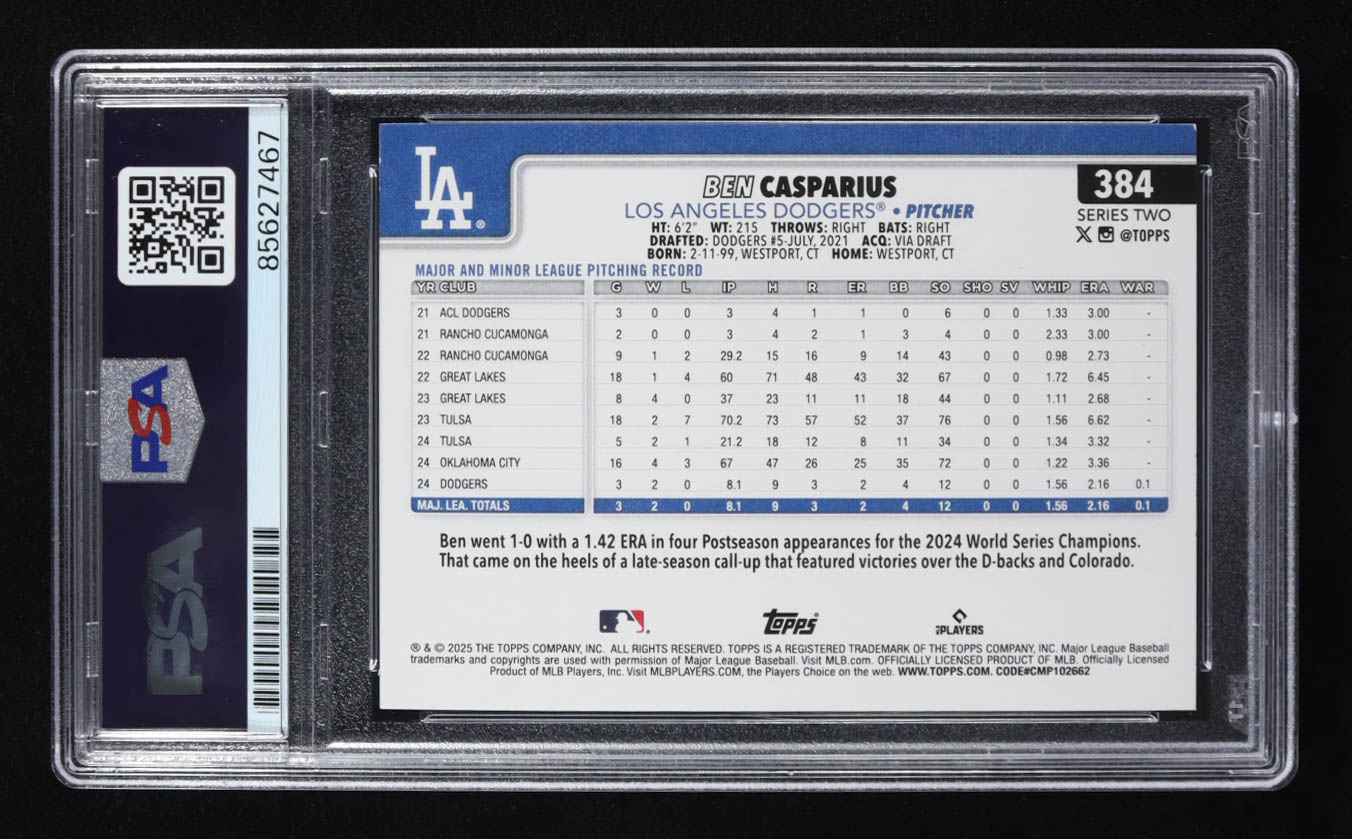 85627467
PSA
PSA
LA
BEN CASPARIUS
LOS ANGELES DODGERS® • PITCHER
HT: 6'2" WT: 215 THROWS: RIGHT BATS: RIGHT
DRAFTED: DODGERS #5-JULY, 2021 ACQ: VIA DRAFT
BORN: 2-11-99, WESTPORT, CT HOME: WESTPORT, CT
384
SERIES TWO
@TOPPS
MAJOR AND MINOR LEAGUE PITCHING RECORD
YR CLUB G W L IP H R ER BB SO SHO SV WHIP ERA WAR
21 ACL DODGERS 3 0 0 3 4 1 1 0 6 0 0 1.33 3.00 -
21 RANCHO CUCAMONGA 2 0 0 3 4 2 1 3 4 0 0 2.33 3.00 -
22 RANCHO CUCAMONGA 9 1 2 29.2 15 16 9 14 43 0 0 0.98 2.73 -
22 GREAT LAKES 18 1 4 60 71 48 43 32 67 0 0 1.72 6.45 -
23 GREAT LAKES 8 4 0 37 23 11 11 18 44 0 0 1.11 2.68 -
23 TULSA 18 2 7 70.2 73 57 52 37 76 0 0 1.56 6.62 -
24 TULSA 5 2 1 21.2 18 12 8 11 34 0 0 1.34 3.32 -
24 OKLAHOMA CITY 16 4 3 67 47 26 25 35 72 0 0 1.22 3.36 -
24 DODGERS 3 2 0 8.1 9 3 2 4 12 0 0 1.56 2.16 0.1
MAJ. LEA. TOTALS 3 2 0 8.1 9 3 2 4 12 0 0 1.56 2.16 0.1
Ben went 1-0 with a 1.42 ERA in four Postseason appearances for the 2024 World Series Champions.
That came on the heels of a late-season call-up that featured victories over the D-backs and Colorado.
Topps
PLAYERS
® & © 2025 THE TOPPS COMPANY, INC. ALL RIGHTS RESERVED. TOPPS IS A REGISTERED TRADEMARK OF THE TOPPS COMPANY, INC. Major League Baseball
trademarks and copyrights are used with permission of Major League Baseball. Visit MLB.com. OFFICIALLY LICENSED PRODUCT OF MLB. Officially Licensed
Product of MLB Players, Inc. Visit MLBPLAYERS.COM, the Players Choice on the web. WWW.TOPPS.COM. CODE#CMP102662